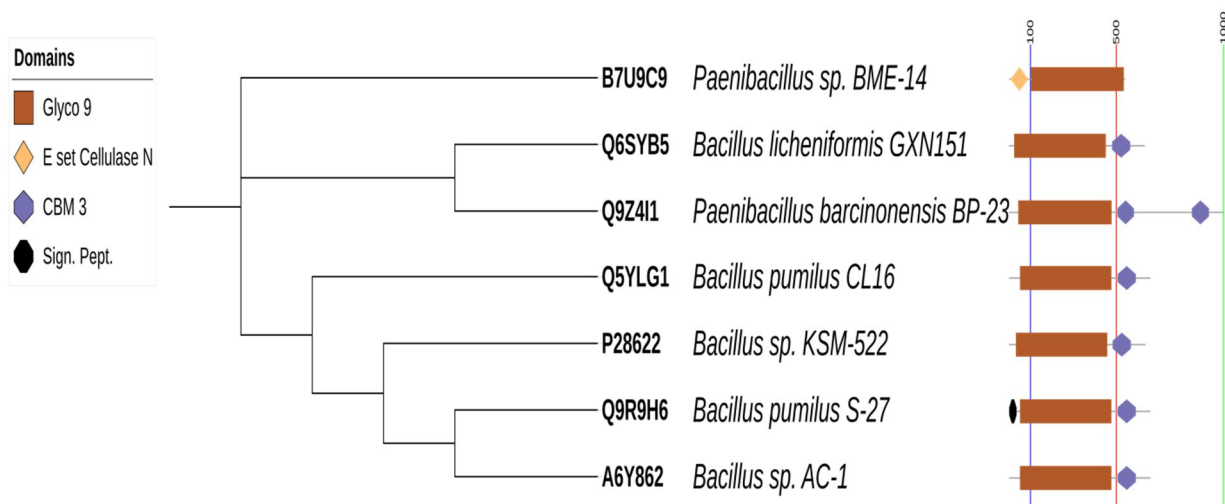 Domains
Glyco 9
E set Cellulase N
CBM 3
Sign. Pept.
100
500
1000
B7U9C9 Paenibacillus sp. BME-14
Q6SYB5 Bacillus licheniformis GXN151
Q9Z4I1 Paenibacillus barcinonensis BP-23
Q5YLG1 Bacillus pumilus CL16
P28622 Bacillus sp. KSM-522
Q9R9H6 Bacillus pumilus S-27
A6Y862 Bacillus sp. AC-1